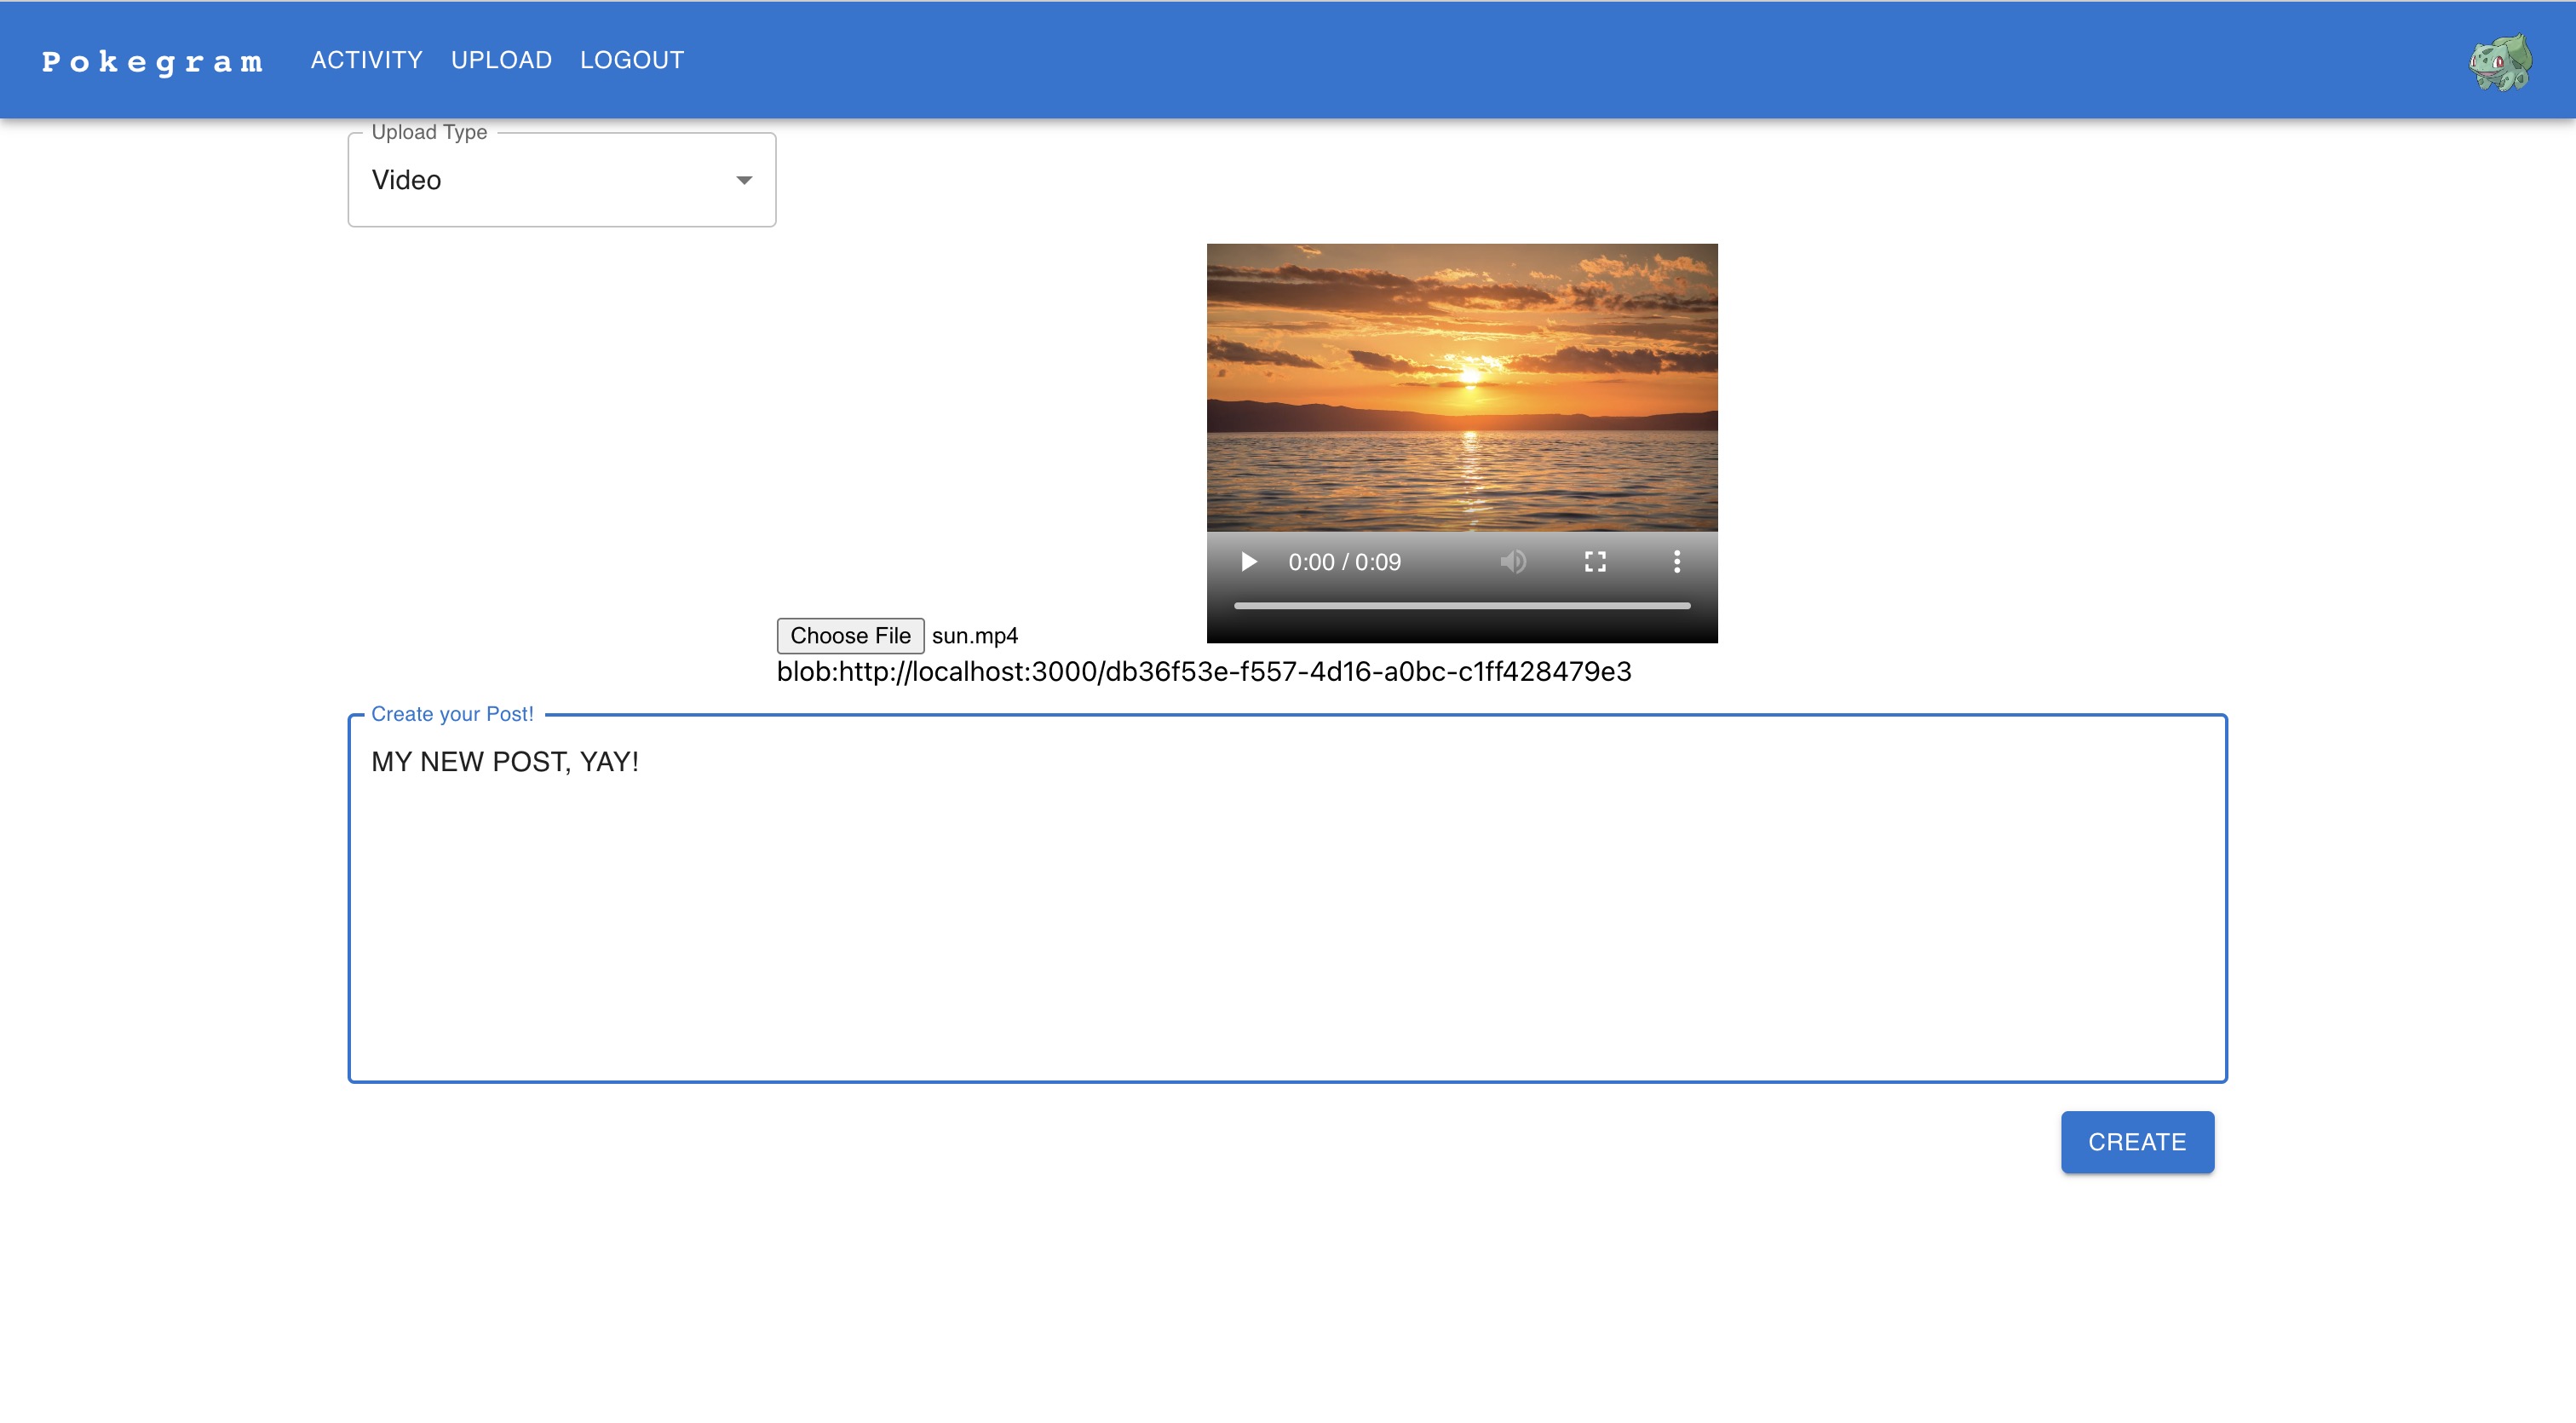 Pokegram ACTIVITY UPLOAD LOGOUT
Upload Type
Video
0:00 / 0:09
Choose File sun.mp4
blob:http://localhost:3000/db36f53e-f557-4d16-a0bc-c1ff428479e3
Create your Post!
MY NEW POST, YAY!
CREATE